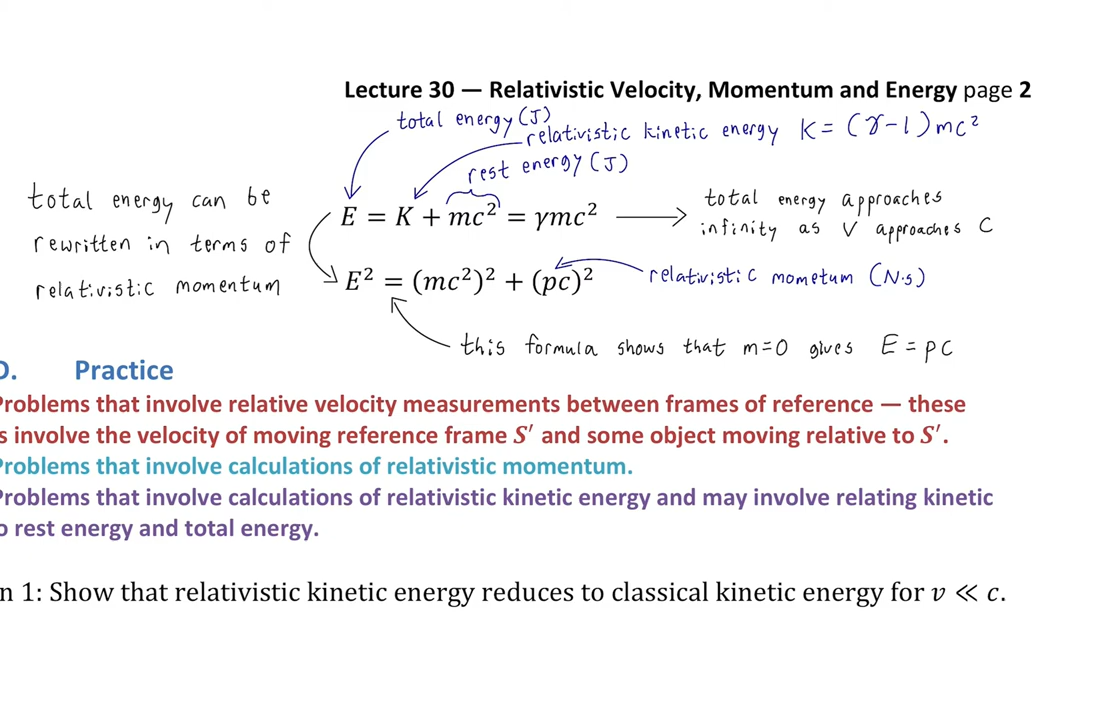 Lecture 30 — Relativistic Velocity, Momentum and Energy page 2
total energy (J)
relativistic kinetic energy K = (γ-1)mc²
rest energy (J)
total energy can be
rewritten in terms of
relativistic momentum
E = K + mc² = γmc²
total energy approaches
infinity as v approaches c
E² = (mc²)² + (pc)²
relativistic mometum (N·s)
this formula shows that m=0 gives E = pc
D. Practice
Problems that involve relative velocity measurements between frames of reference — these
s involve the velocity of moving reference frame S′ and some object moving relative to S′.
Problems that involve calculations of relativistic momentum.
Problems that involve calculations of relativistic kinetic energy and may involve relating kinetic
o rest energy and total energy.
n 1: Show that relativistic kinetic energy reduces to classical kinetic energy for v ≪ c.